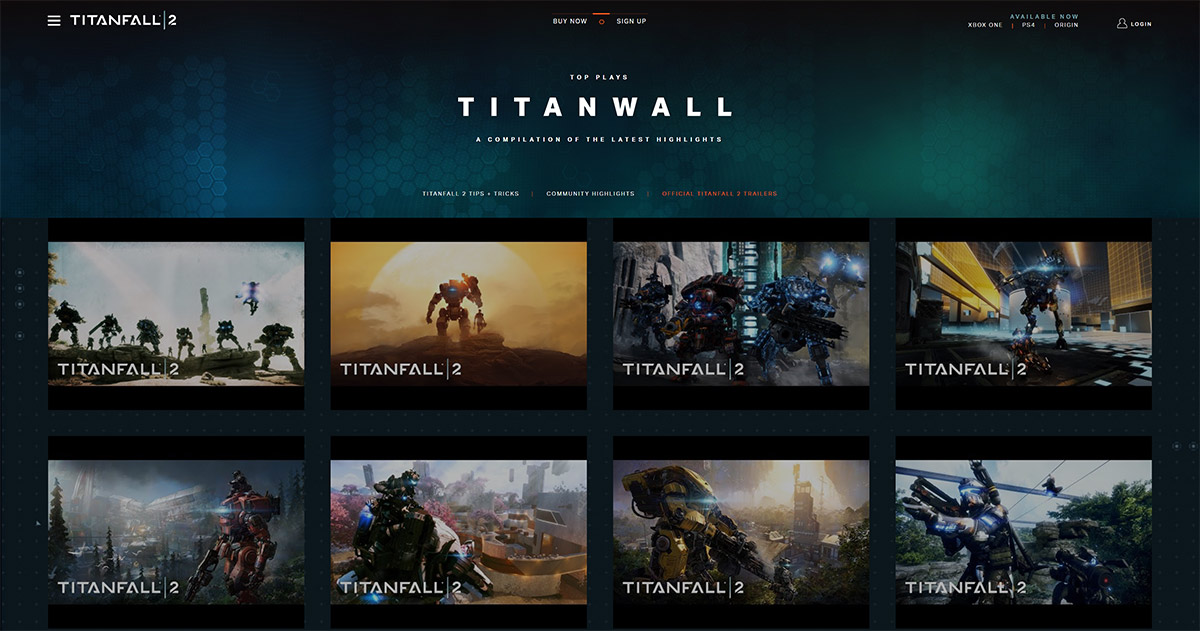 TITANFALL|2
BUY NOW
SIGN UP
AVAILABLE NOW
XBOX ONE | PS4 | ORIGIN
LOGIN
TOP PLAYS
TITANWALL
A COMPILATION OF THE LATEST HIGHLIGHTS
TITANFALL 2 TIPS + TRICKS | COMMUNITY HIGHLIGHTS | OFFICIAL TITANFALL 2 TRAILERS
TITANFALL|2
TITANFALL|2
TITANFALL|2
TITANFALL|2
TITANFALL|2
TITANFALL|2
TITANFALL|2
TITANFALL|2